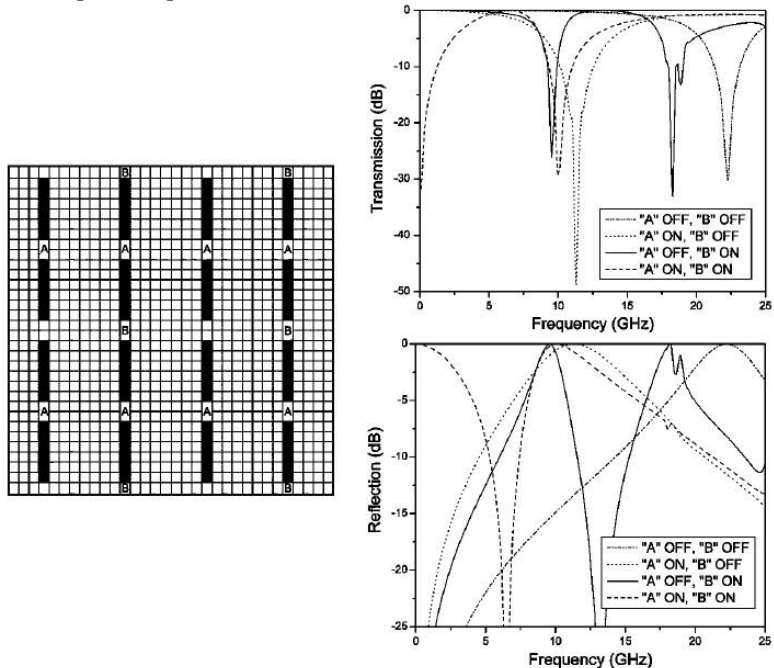 B B
A A A A
B B
A A A A
B B
0
-10
-20
-30
-40
-50
Transmission (dB)
"A" OFF, "B" OFF
"A" ON, "B" OFF
"A" OFF, "B" ON
"A" ON, "B" ON
0 5 10 15 20 25
Frequency (GHz)
0
-5
-10
-15
-20
-25
Reflection (dB)
"A" OFF, "B" OFF
"A" ON, "B" OFF
"A" OFF, "B" ON
"A" ON, "B" ON
0 5 10 15 20 25
Frequency (GHz)